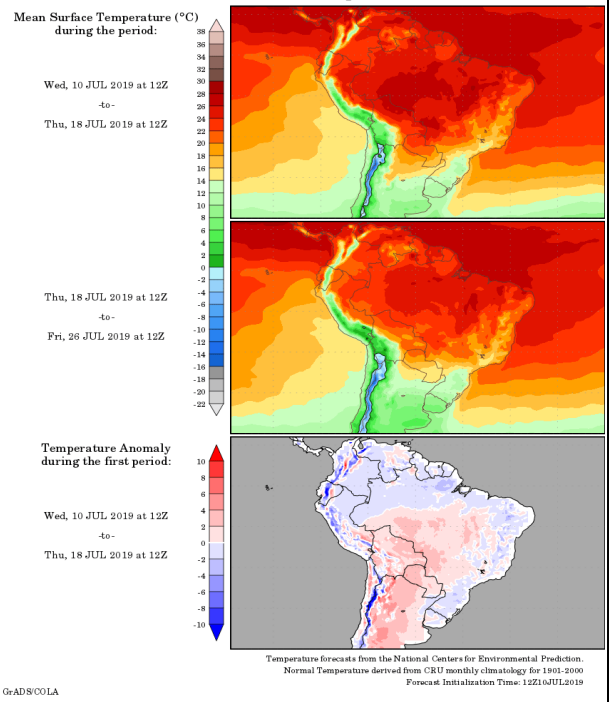 Mean Surface Temperature (°C)
during the period:
38
36
34
32
30
28
26
24
22
20
18
16
14
12
10
8
6
4
2
0
-2
-4
-6
-8
-10
-12
-14
-16
-18
-20
-22
Wed, 10 JUL 2019 at 12Z
-to-
Thu, 18 JUL 2019 at 12Z
Thu, 18 JUL 2019 at 12Z
-to-
Fri, 26 JUL 2019 at 12Z
Temperature Anomaly
during the first period:
10
8
6
4
2
0
-2
-4
-6
-8
-10
Wed, 10 JUL 2019 at 12Z
-to-
Thu, 18 JUL 2019 at 12Z
Temperature forecasts from the National Centers for Environmental Prediction.
Normal Temperature derived from CRU monthly climatology for 1901-2000
Forecast Initialization Time: 12Z10JUL2019
GrADS/COLA